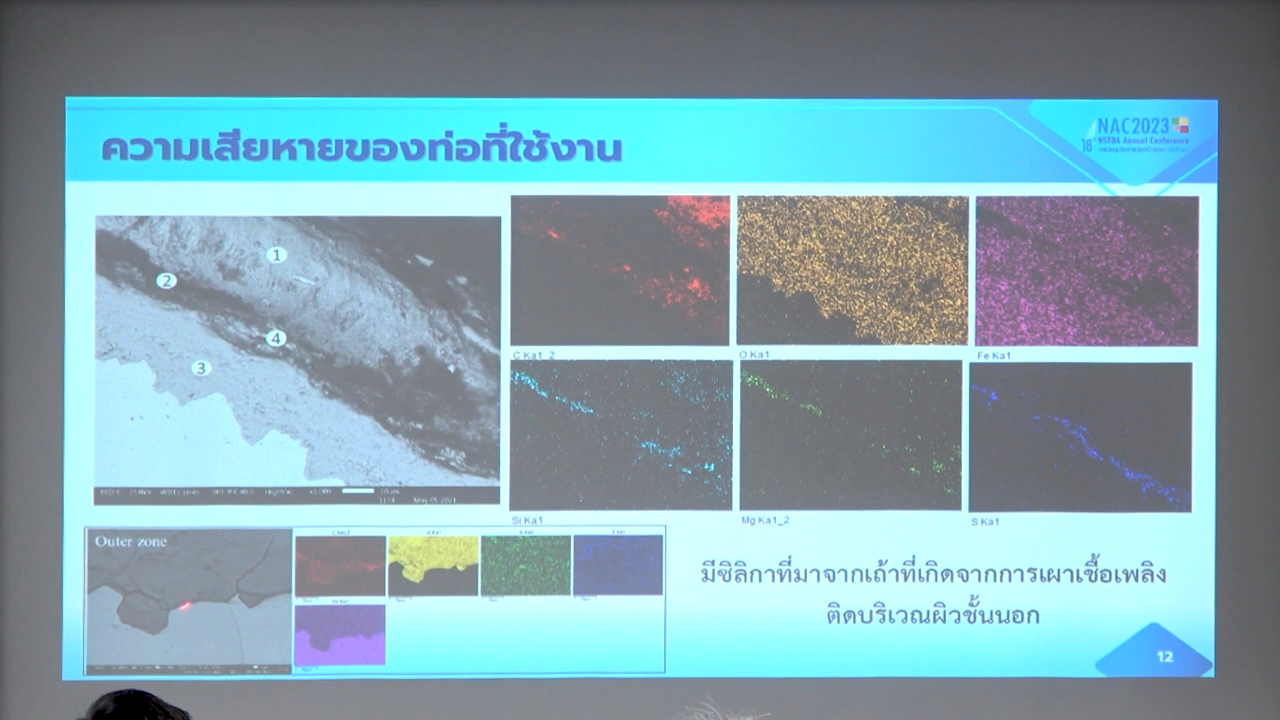 ความเสียหายของท่อที่ใช้งาน
NAC2023
18th NSTDA Annual Conference
1
2
4
3
C Ka1_2
O Ka1
Fe Ka1
Si Ka1
Mg Ka1_2
S Ka1
Outer zone
มีซิลิกาที่มาจากเถ้าที่เกิดจากการเผาเชื้อเพลิง
ติดบริเวณผิวชั้นนอก
12